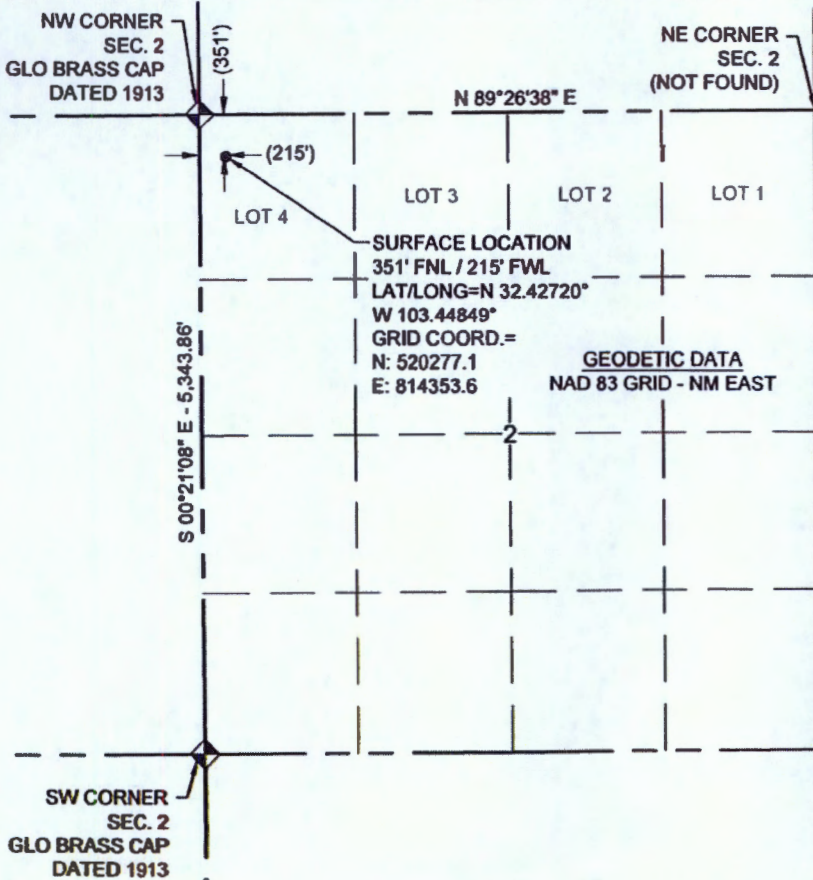 NW CORNER
SEC. 2
GLO BRASS CAP
DATED 1913
(351')
NE CORNER
SEC. 2
(NOT FOUND)
N 89°26'38" E
(215')
LOT 4
LOT 3
LOT 2
LOT 1
SURFACE LOCATION
351' FNL / 215' FWL
LAT/LONG=N 32.42720°
W 103.44849°
GRID COORD.=
N: 520277.1
E: 814353.6
GEODETIC DATA
NAD 83 GRID - NM EAST
S 00°21'08" E - 5,343.86'
2
SW CORNER
SEC. 2
GLO BRASS CAP
DATED 1913